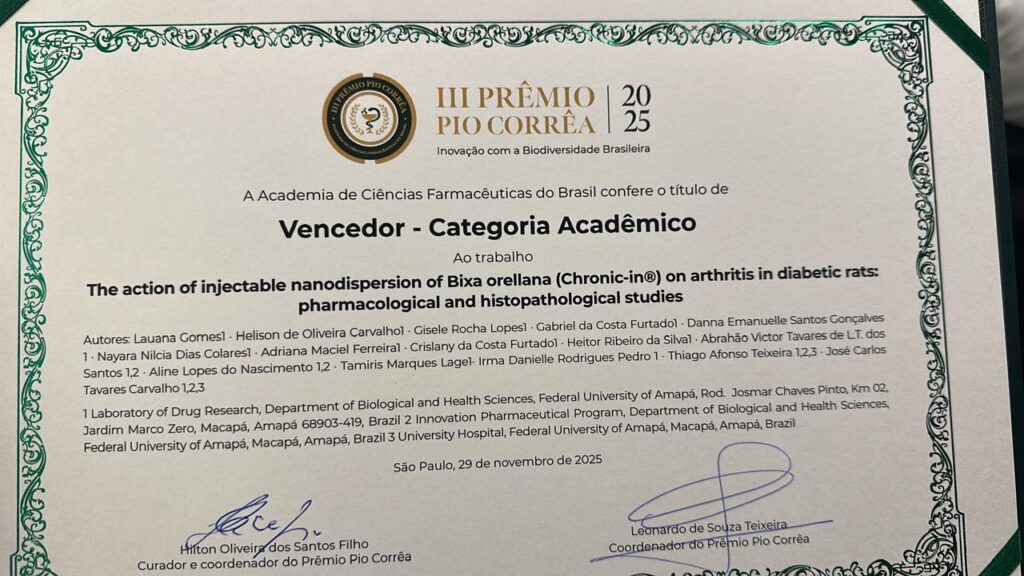 III PRÊMIO PIO CORRÊA
III PRÊMIO
PIO CORRÊA
20
25
Inovação com a Biodiversidade Brasileira
A Academia de Ciências Farmacêuticas do Brasil confere o título de
Vencedor - Categoria Acadêmico
Ao trabalho
The action of injectable nanodispersion of Bixa orellana (Chronic-in®) on arthritis in diabetic rats:
pharmacological and histopathological studies
Autores: Lauana Gomes1 · Helison de Oliveira Carvalho1 · Gisele Rocha Lopes1 · Gabriel da Costa Furtado1 · Danna Emanuelle Santos Gonçalves
1 · Nayara Nilcia Dias Colares1 · Adriana Maciel Ferreira1 · Crislany da Costa Furtado1 · Heitor Ribeiro da Silva1 · Abrahão Victor Tavares de L.T. dos
Santos 1,2 · Aline Lopes do Nascimento 1,2 · Tamiris Marques Lage1 · Irma Danielle Rodrigues Pedro 1 · Thiago Afonso Teixeira 1,2,3 · José Carlos
Tavares Carvalho 1,2,3
1 Laboratory of Drug Research, Department of Biological and Health Sciences, Federal University of Amapá, Rod. Josmar Chaves Pinto, Km 02,
Jardim Marco Zero, Macapá, Amapá 68903-419, Brazil 2 Innovation Pharmaceutical Program, Department of Biological and Health Sciences,
Federal University of Amapá, Macapá, Amapá, Brazil 3 University Hospital, Federal University of Amapá, Macapá, Amapá, Brazil
São Paulo, 29 de novembro de 2025
Hilton Oliveira dos Santos Filho
Curador e coordenador do Prêmio Pio Corrêa
Leonardo de Souza Teixeira
Coordenador do Prêmio Pio Corrêa